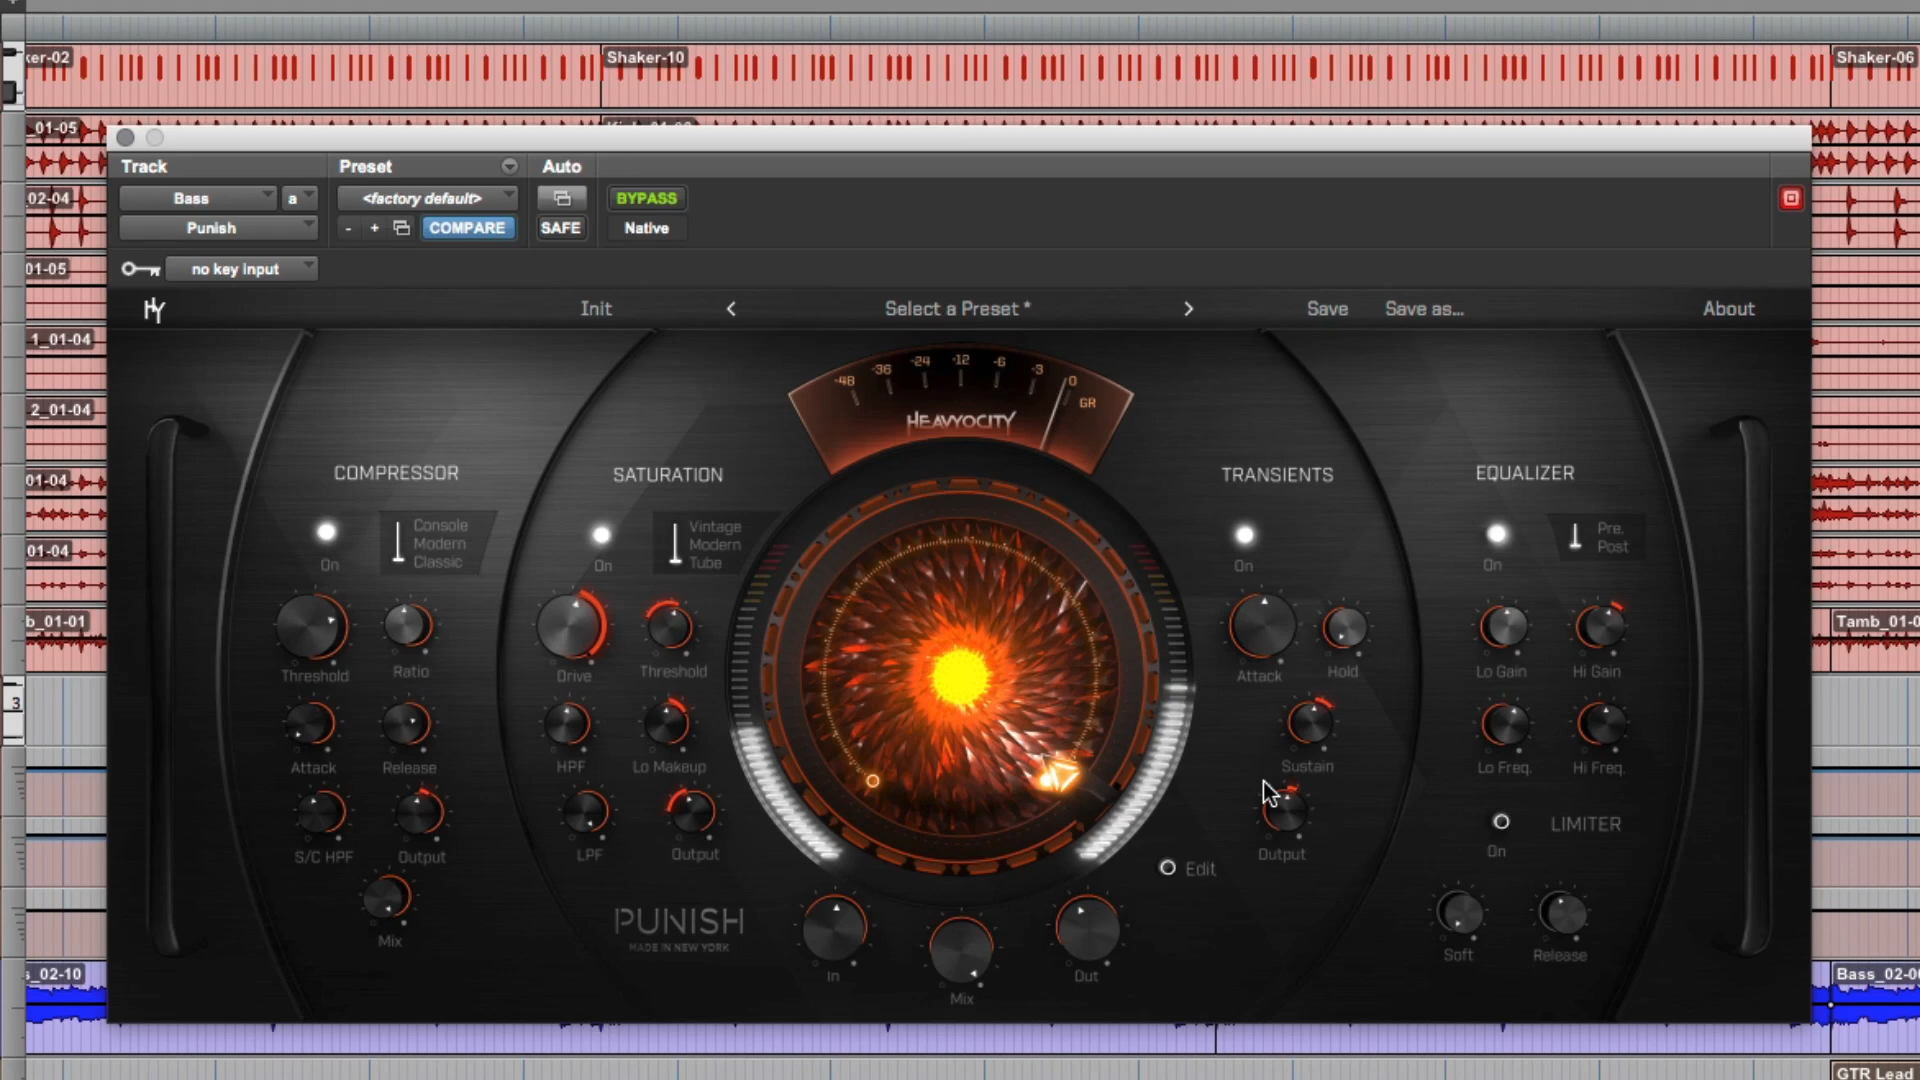 ker-02
Shaker-10
Shaker-06
_01-05
Track
Preset
Auto
Bass
a
<factory default>
BYPASS
02-04
Punish
-
+
COMPARE
SAFE
Native
01-05
no key input
Init
<
Select a Preset *
>
Save
Save as...
About
1_01-04
-48
-36
-24
-12
-6
-3
0
GR
HEAVYOCITY
2_01-04
COMPRESSOR
SATURATION
TRANSIENTS
EQUALIZER
01-04
On
Console
Modern
Classic
On
Vintage
Modern
Tube
On
On
Pre.
Post
01-04
b_01-01
Tamb_01-0
Threshold
Ratio
Drive
Threshold
Attack
Hold
Lo Gain
Hi Gain
3
Attack
Release
HPF
Lo Makeup
Sustain
Lo Freq.
Hi Freq.
S/C HPF
Output
LPF
Output
Output
LIMITER
On
Edit
Mix
PUNISH
MADE IN NEW YORK
In
Mix
Out
Soft
Release
s_02-10
Bass_02-0
GTR Lead